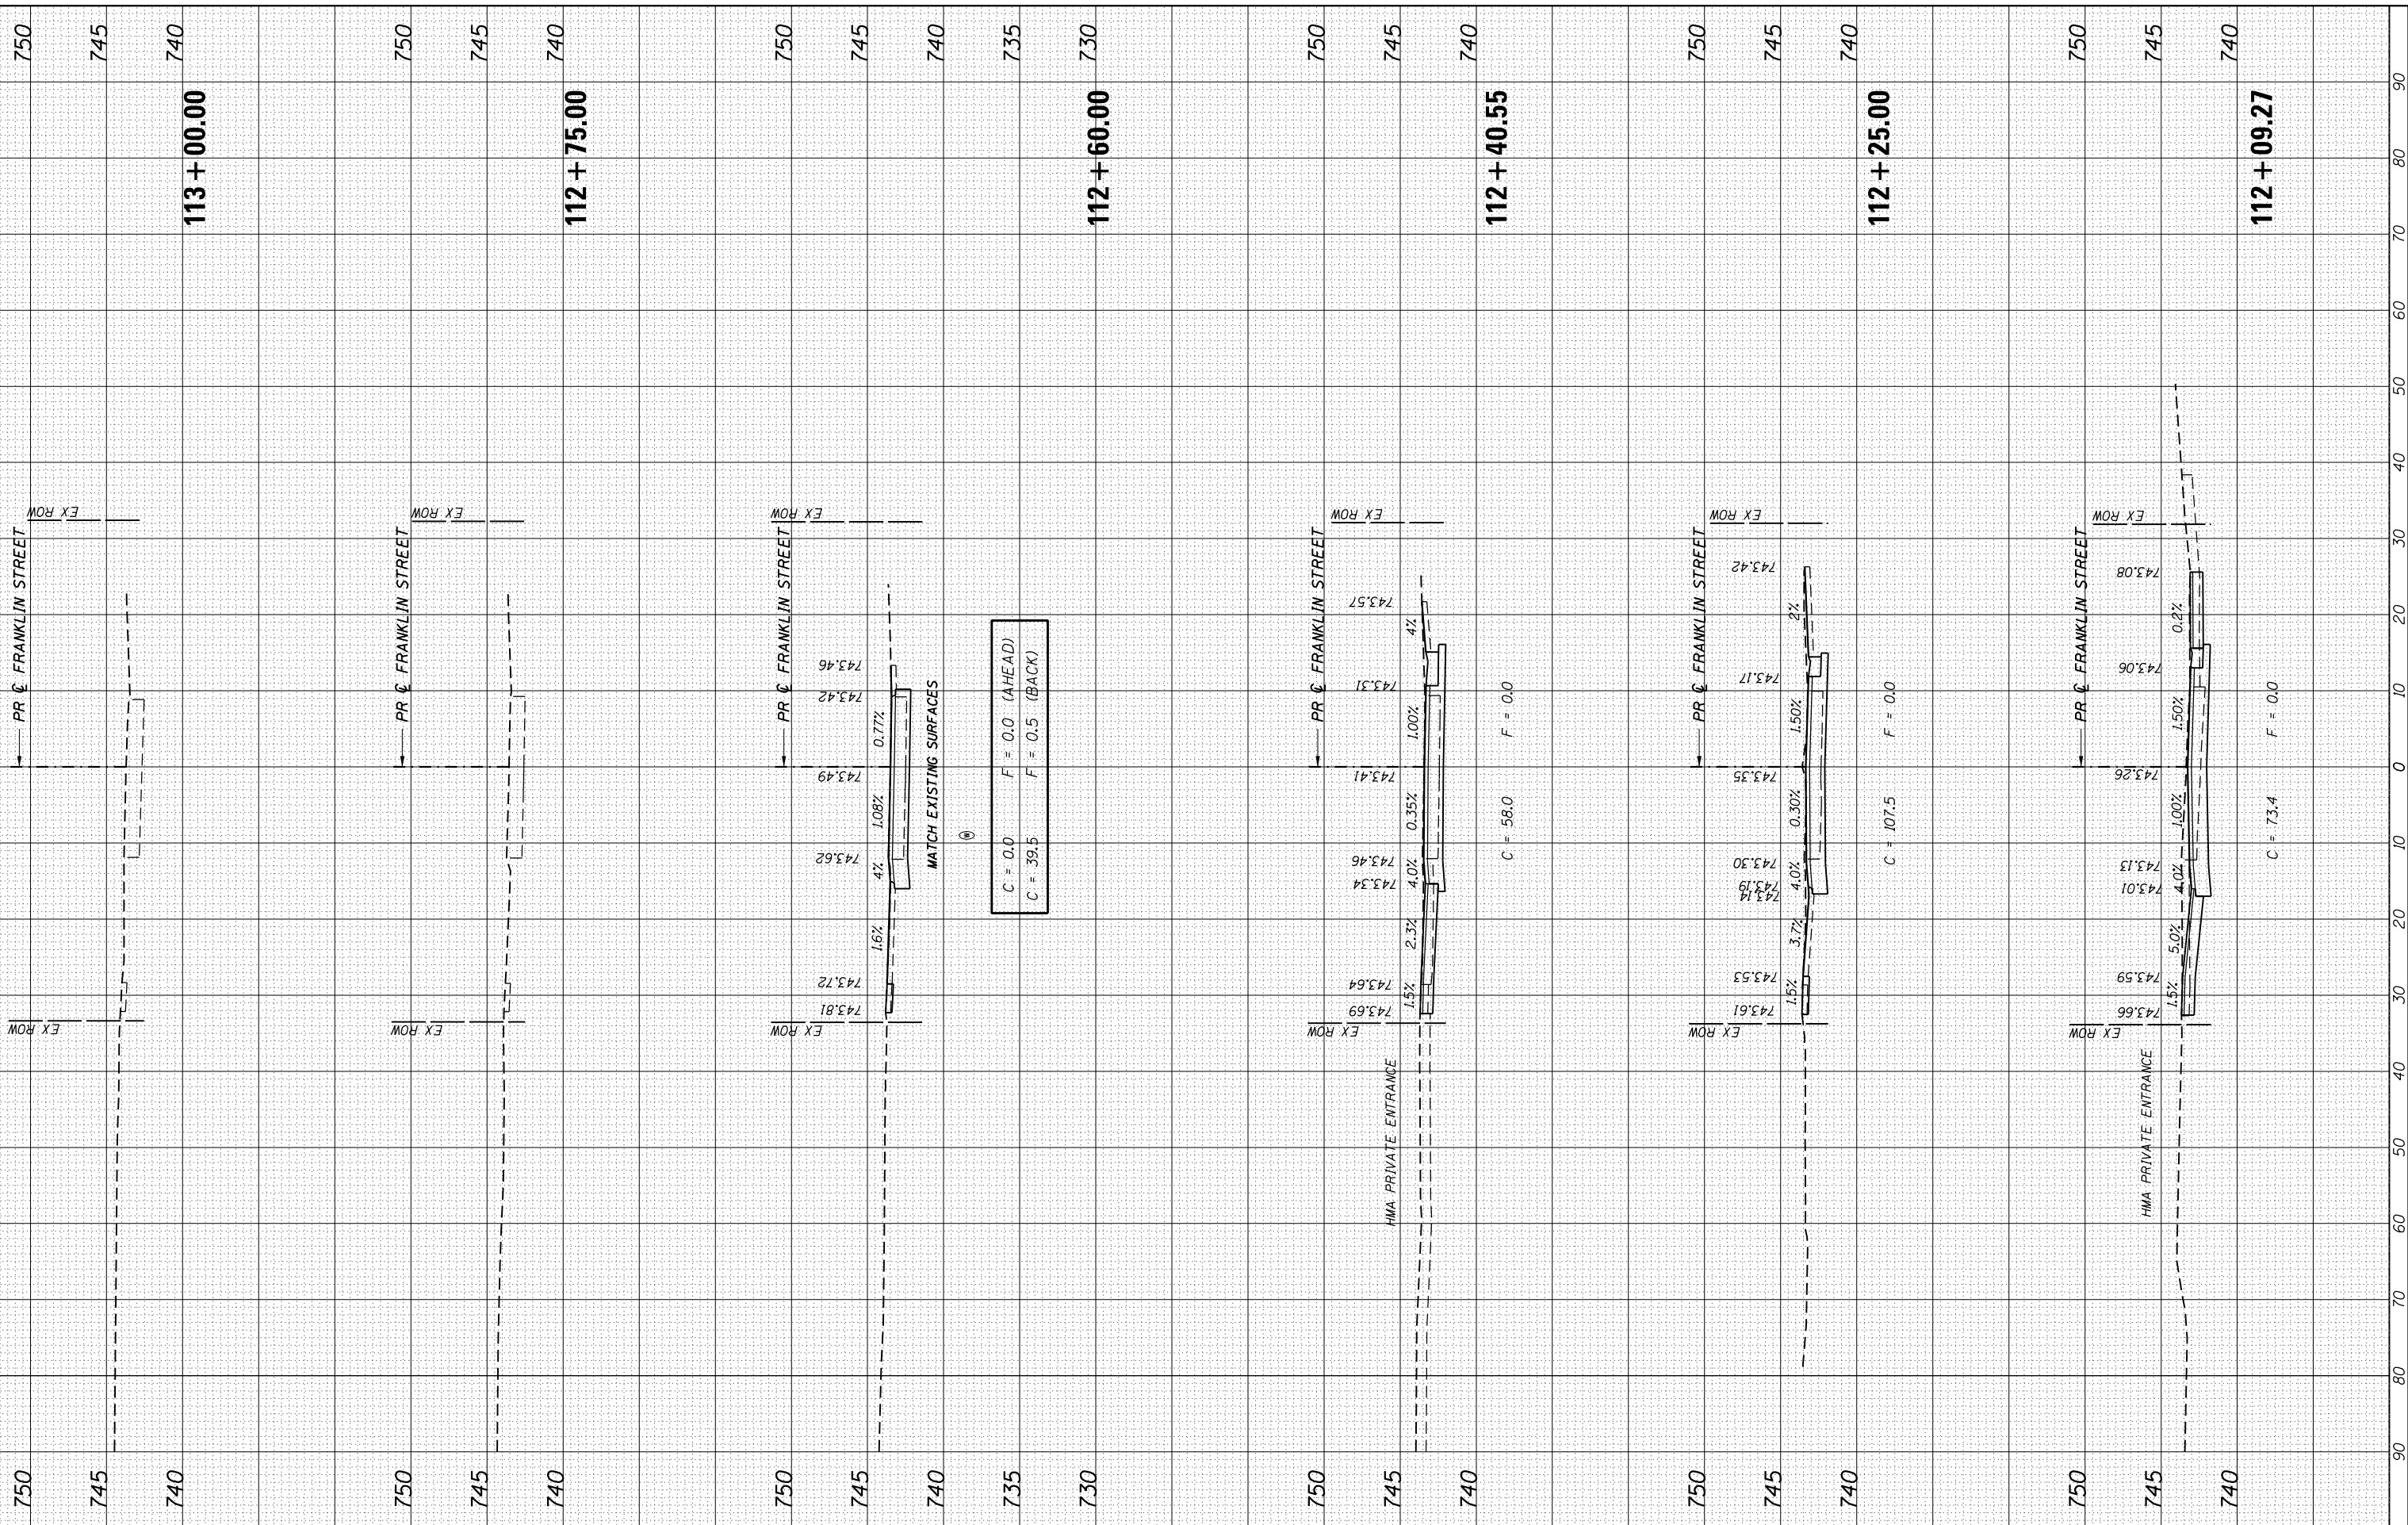 750 745 740
113+00.00
EX ROW
PR ℄ FRANKLIN STREET
EX ROW
750 745 740
750 745 740
112+75.00
EX ROW
PR ℄ FRANKLIN STREET
EX ROW
750 745 740
750 745 740 735 730
112+60.00
EX ROW
PR ℄ FRANKLIN STREET
743.81 743.72 743.62 743.49 743.42 743.46
1.6% 4% 1.08% 0.77%
EX ROW
MATCH EXISTING SURFACES
C = 0.0 F = 0.0 (AHEAD)
C = 39.5 F = 0.5 (BACK)
750 745 740 735 730
750 745 740
112+40.55
EX ROW
PR ℄ FRANKLIN STREET
743.69 743.64 743.34 743.46 743.41 743.31 743.57
1.5% 2.3% 4.0% 0.35% 1.00% 4%
EX ROW
HMA PRIVATE ENTRANCE
C = 58.0 F = 0.0
750 745 740
750 745 740
112+25.00
EX ROW
PR ℄ FRANKLIN STREET
743.61 743.53 743.14 743.19 743.30 743.35 743.17 743.42
1.5% 3.7% 4.0% 0.30% 1.50% 2%
EX ROW
C = 107.5 F = 0.0
750 745 740
750 745 740
112+09.27
EX ROW
PR ℄ FRANKLIN STREET
743.66 743.59 743.01 743.13 743.26 743.06 743.08
1.5% 5.0% 4.0% 1.00% 1.50% 0.2%
EX ROW
HMA PRIVATE ENTRANCE
C = 73.4 F = 0.0
750 745 740
90 80 70 60 50 40 30 20 10 0 10 20 30 40 50 60 70 80 90